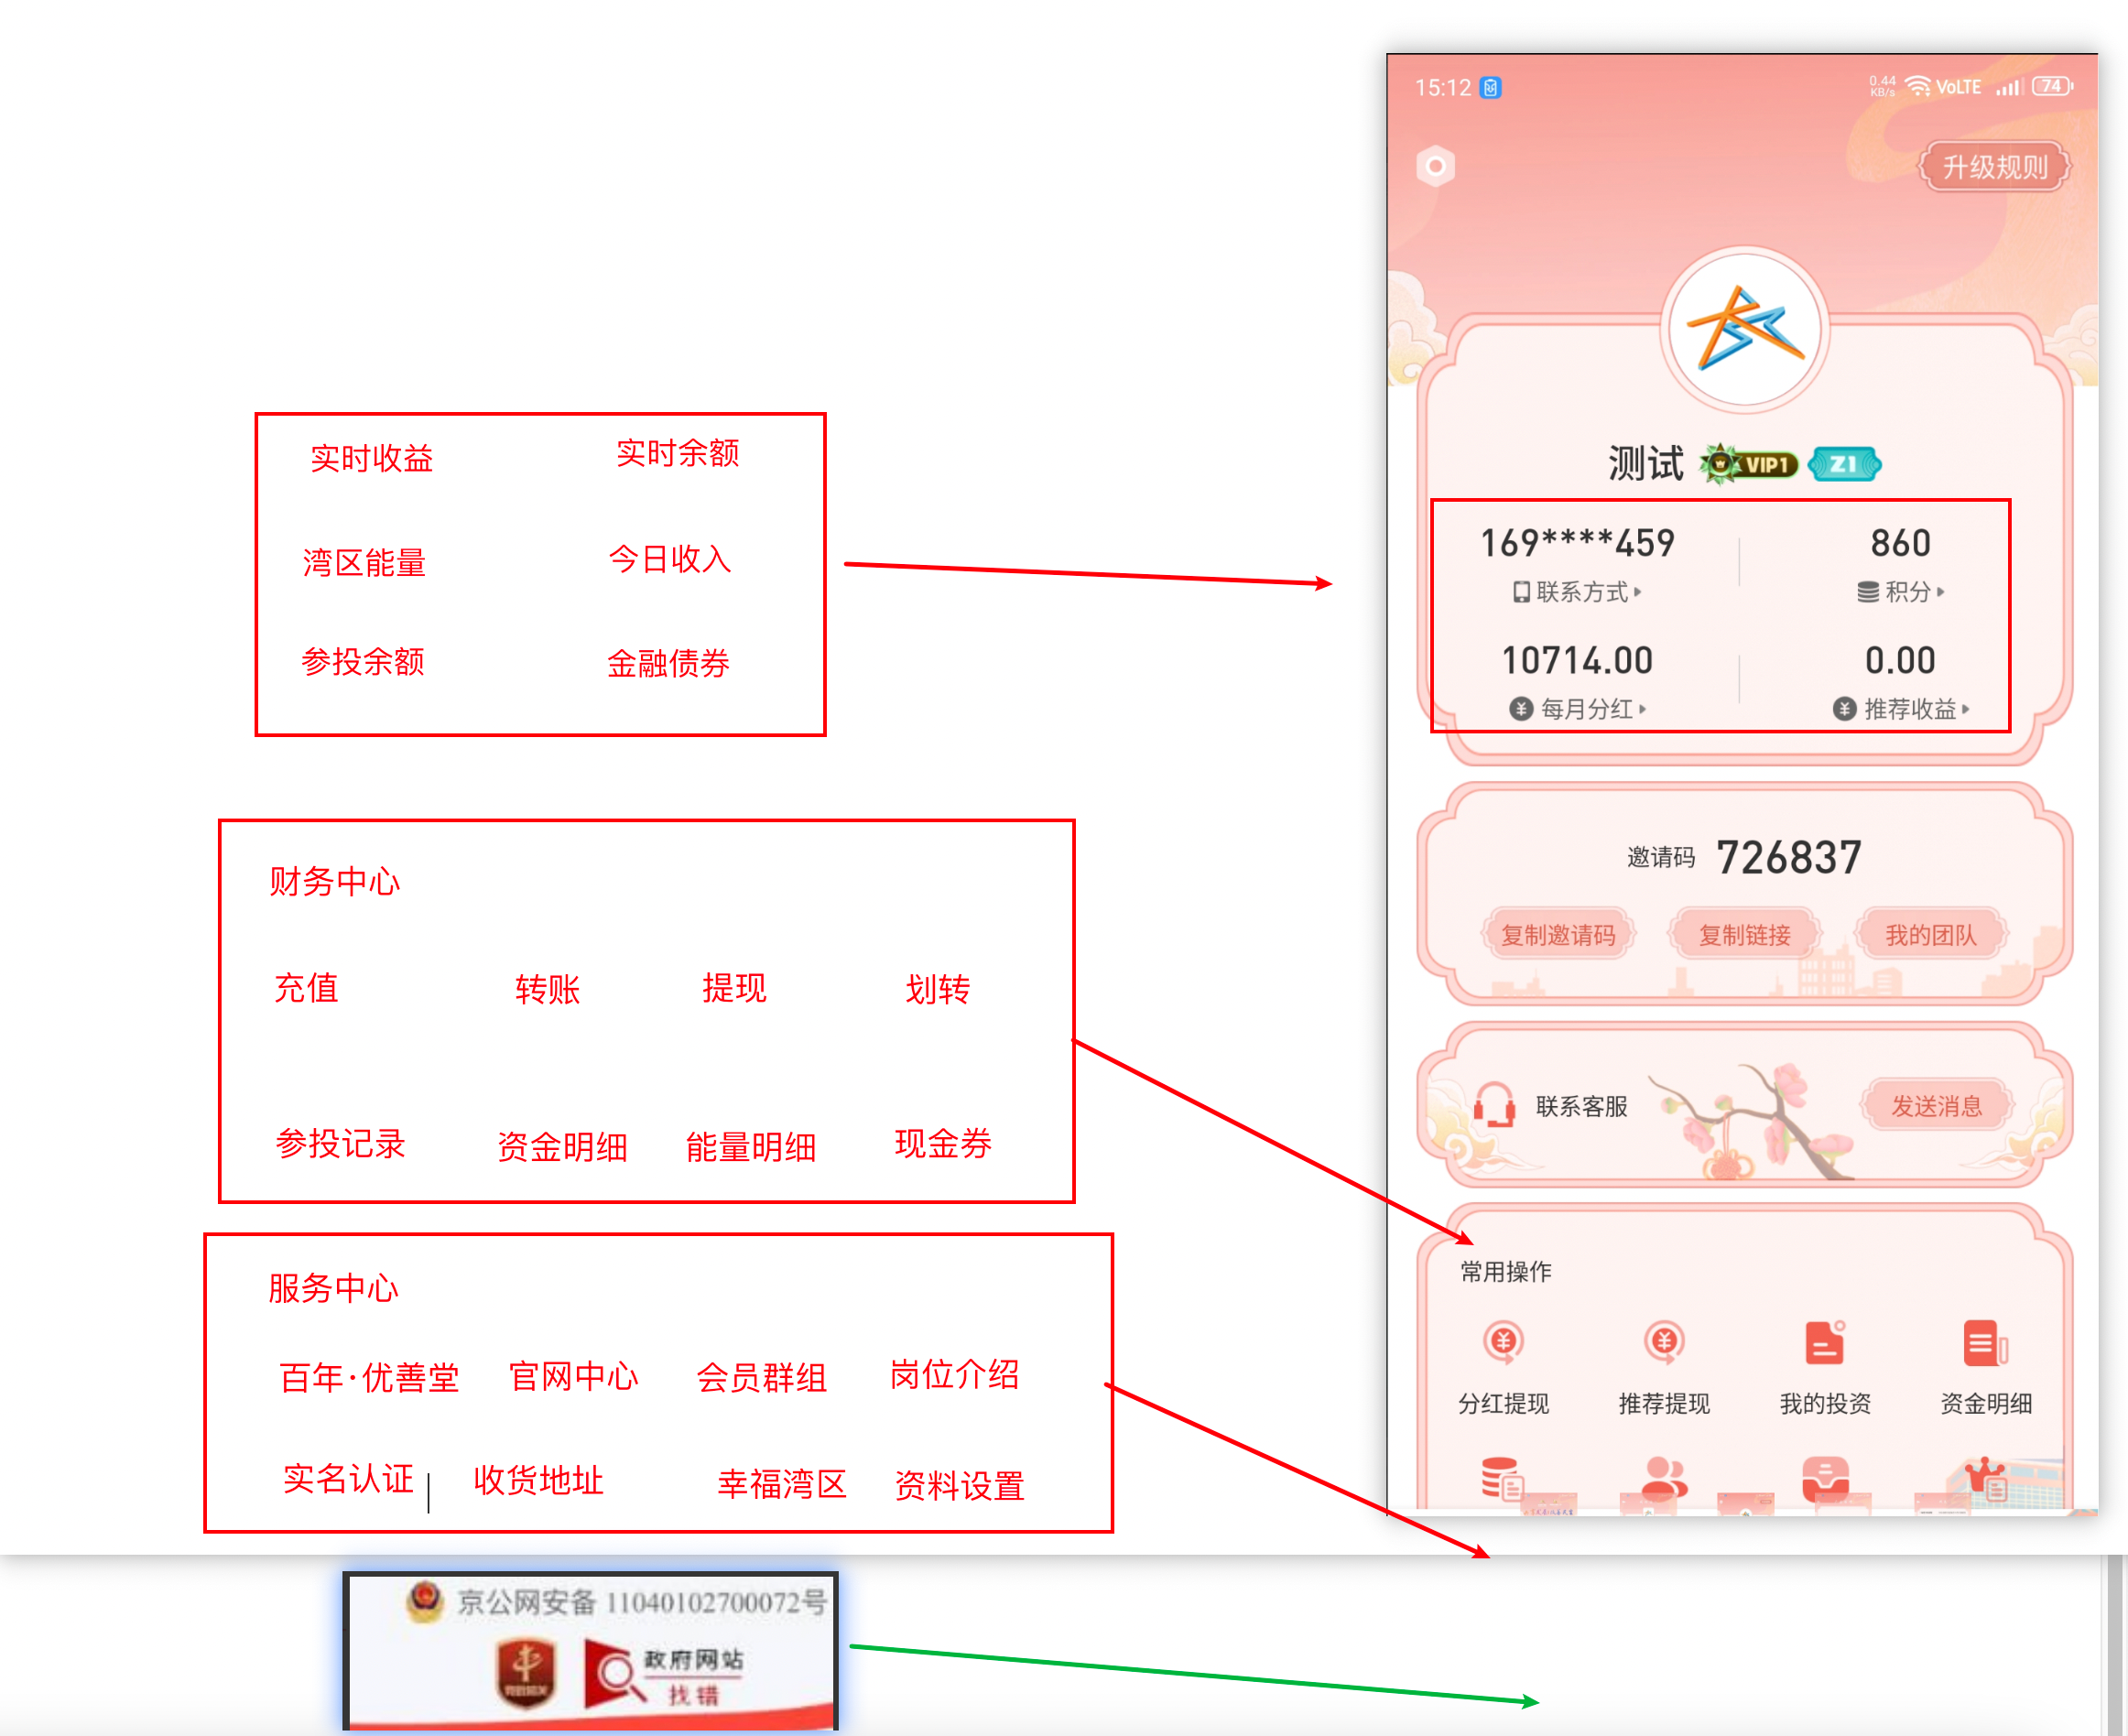 15:12 0.44 KB/s VoLTE 74
升级规则
实时收益 实时余额
湾区能量 今日收入
参投余额 金融债券
测试 VIP1 Z1
169****459 860
联系方式 积分
10714.00 0.00
每月分红 推荐收益
财务中心
充值 转账 提现 划转
参投记录 资金明细 能量明细 现金券
邀请码 726837
复制邀请码 复制链接 我的团队
联系客服 发送消息
服务中心
百年·优善堂 官网中心 会员群组 岗位介绍
实名认证 收货地址 幸福湾区 资料设置
常用操作
分红提现 推荐提现 我的投资 资金明细
京公网安备 11040102700072号
政府网站
找错